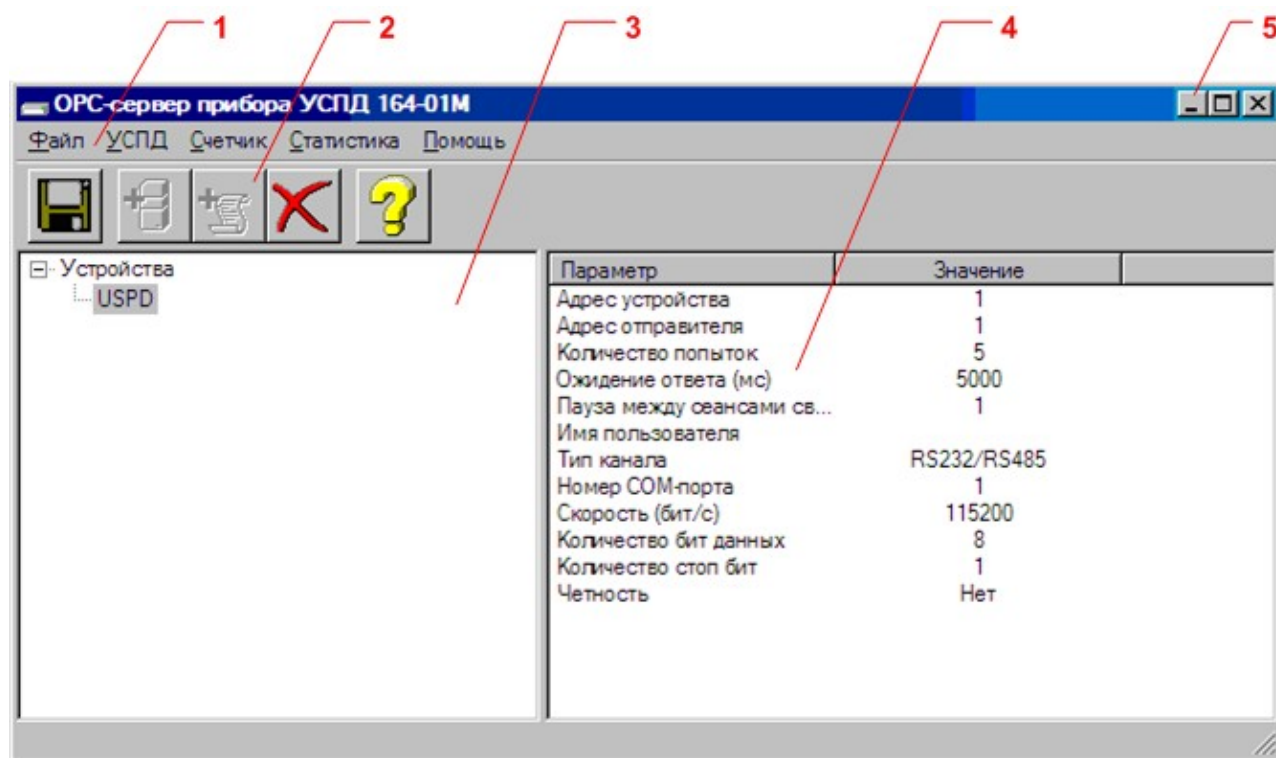 1 2 3 4 5
OPC-сервер прибора УСПД 164-01М
Файл УСПД Счетчик Статистика Помощь
Устройства
USPD
Параметр Значение
Адрес устройства 1
Адрес отправителя 1
Количество попыток 5
Ожидение ответа (мс) 5000
Пауза между сеансами св... 1
Имя пользователя
Тип канала RS232/RS485
Номер COM-порта 1
Скорость (бит/с) 115200
Количество бит данных 8
Количество стоп бит 1
Четность Нет